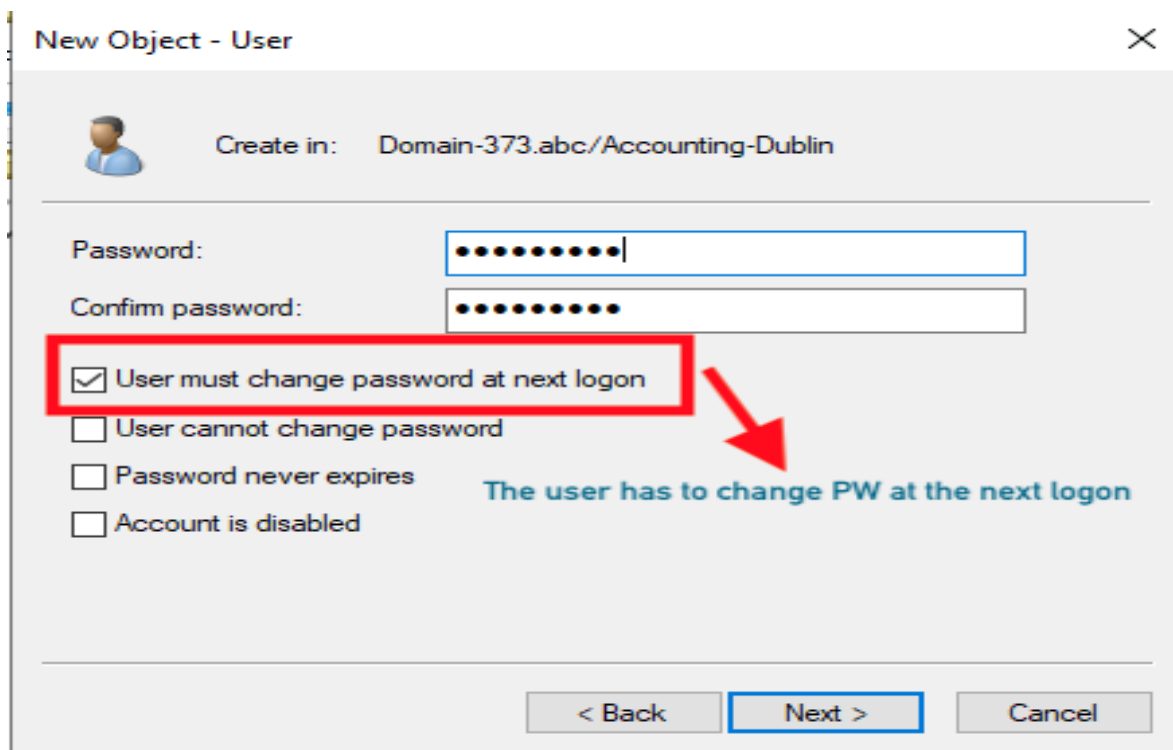 New Object - User
Create in: Domain-373.abc/Accounting-Dublin
Password: •••••••••
Confirm password: •••••••••
User must change password at next logon
User cannot change password
Password never expires
The user has to change PW at the next logon
Account is disabled
< Back Next > Cancel